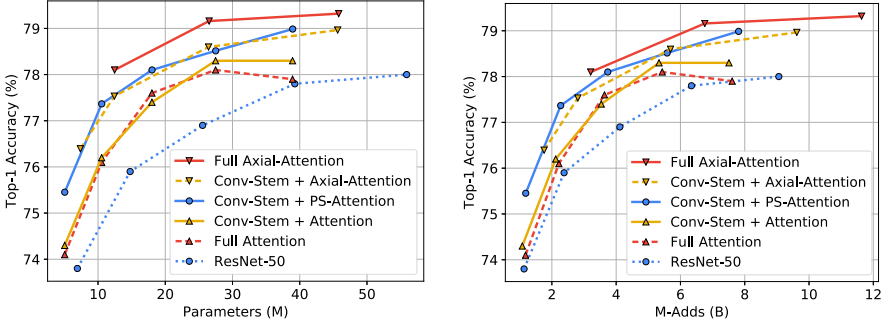 Top-1 Accuracy (%)
79
78
77
76
75
74
Full Axial-Attention
Conv-Stem + Axial-Attention
Conv-Stem + PS-Attention
Conv-Stem + Attention
Full Attention
ResNet-50
10 20 30 40 50
Parameters (M)
Top-1 Accuracy (%)
79
78
77
76
75
74
Full Axial-Attention
Conv-Stem + Axial-Attention
Conv-Stem + PS-Attention
Conv-Stem + Attention
Full Attention
ResNet-50
2 4 6 8 10 12
M-Adds (B)